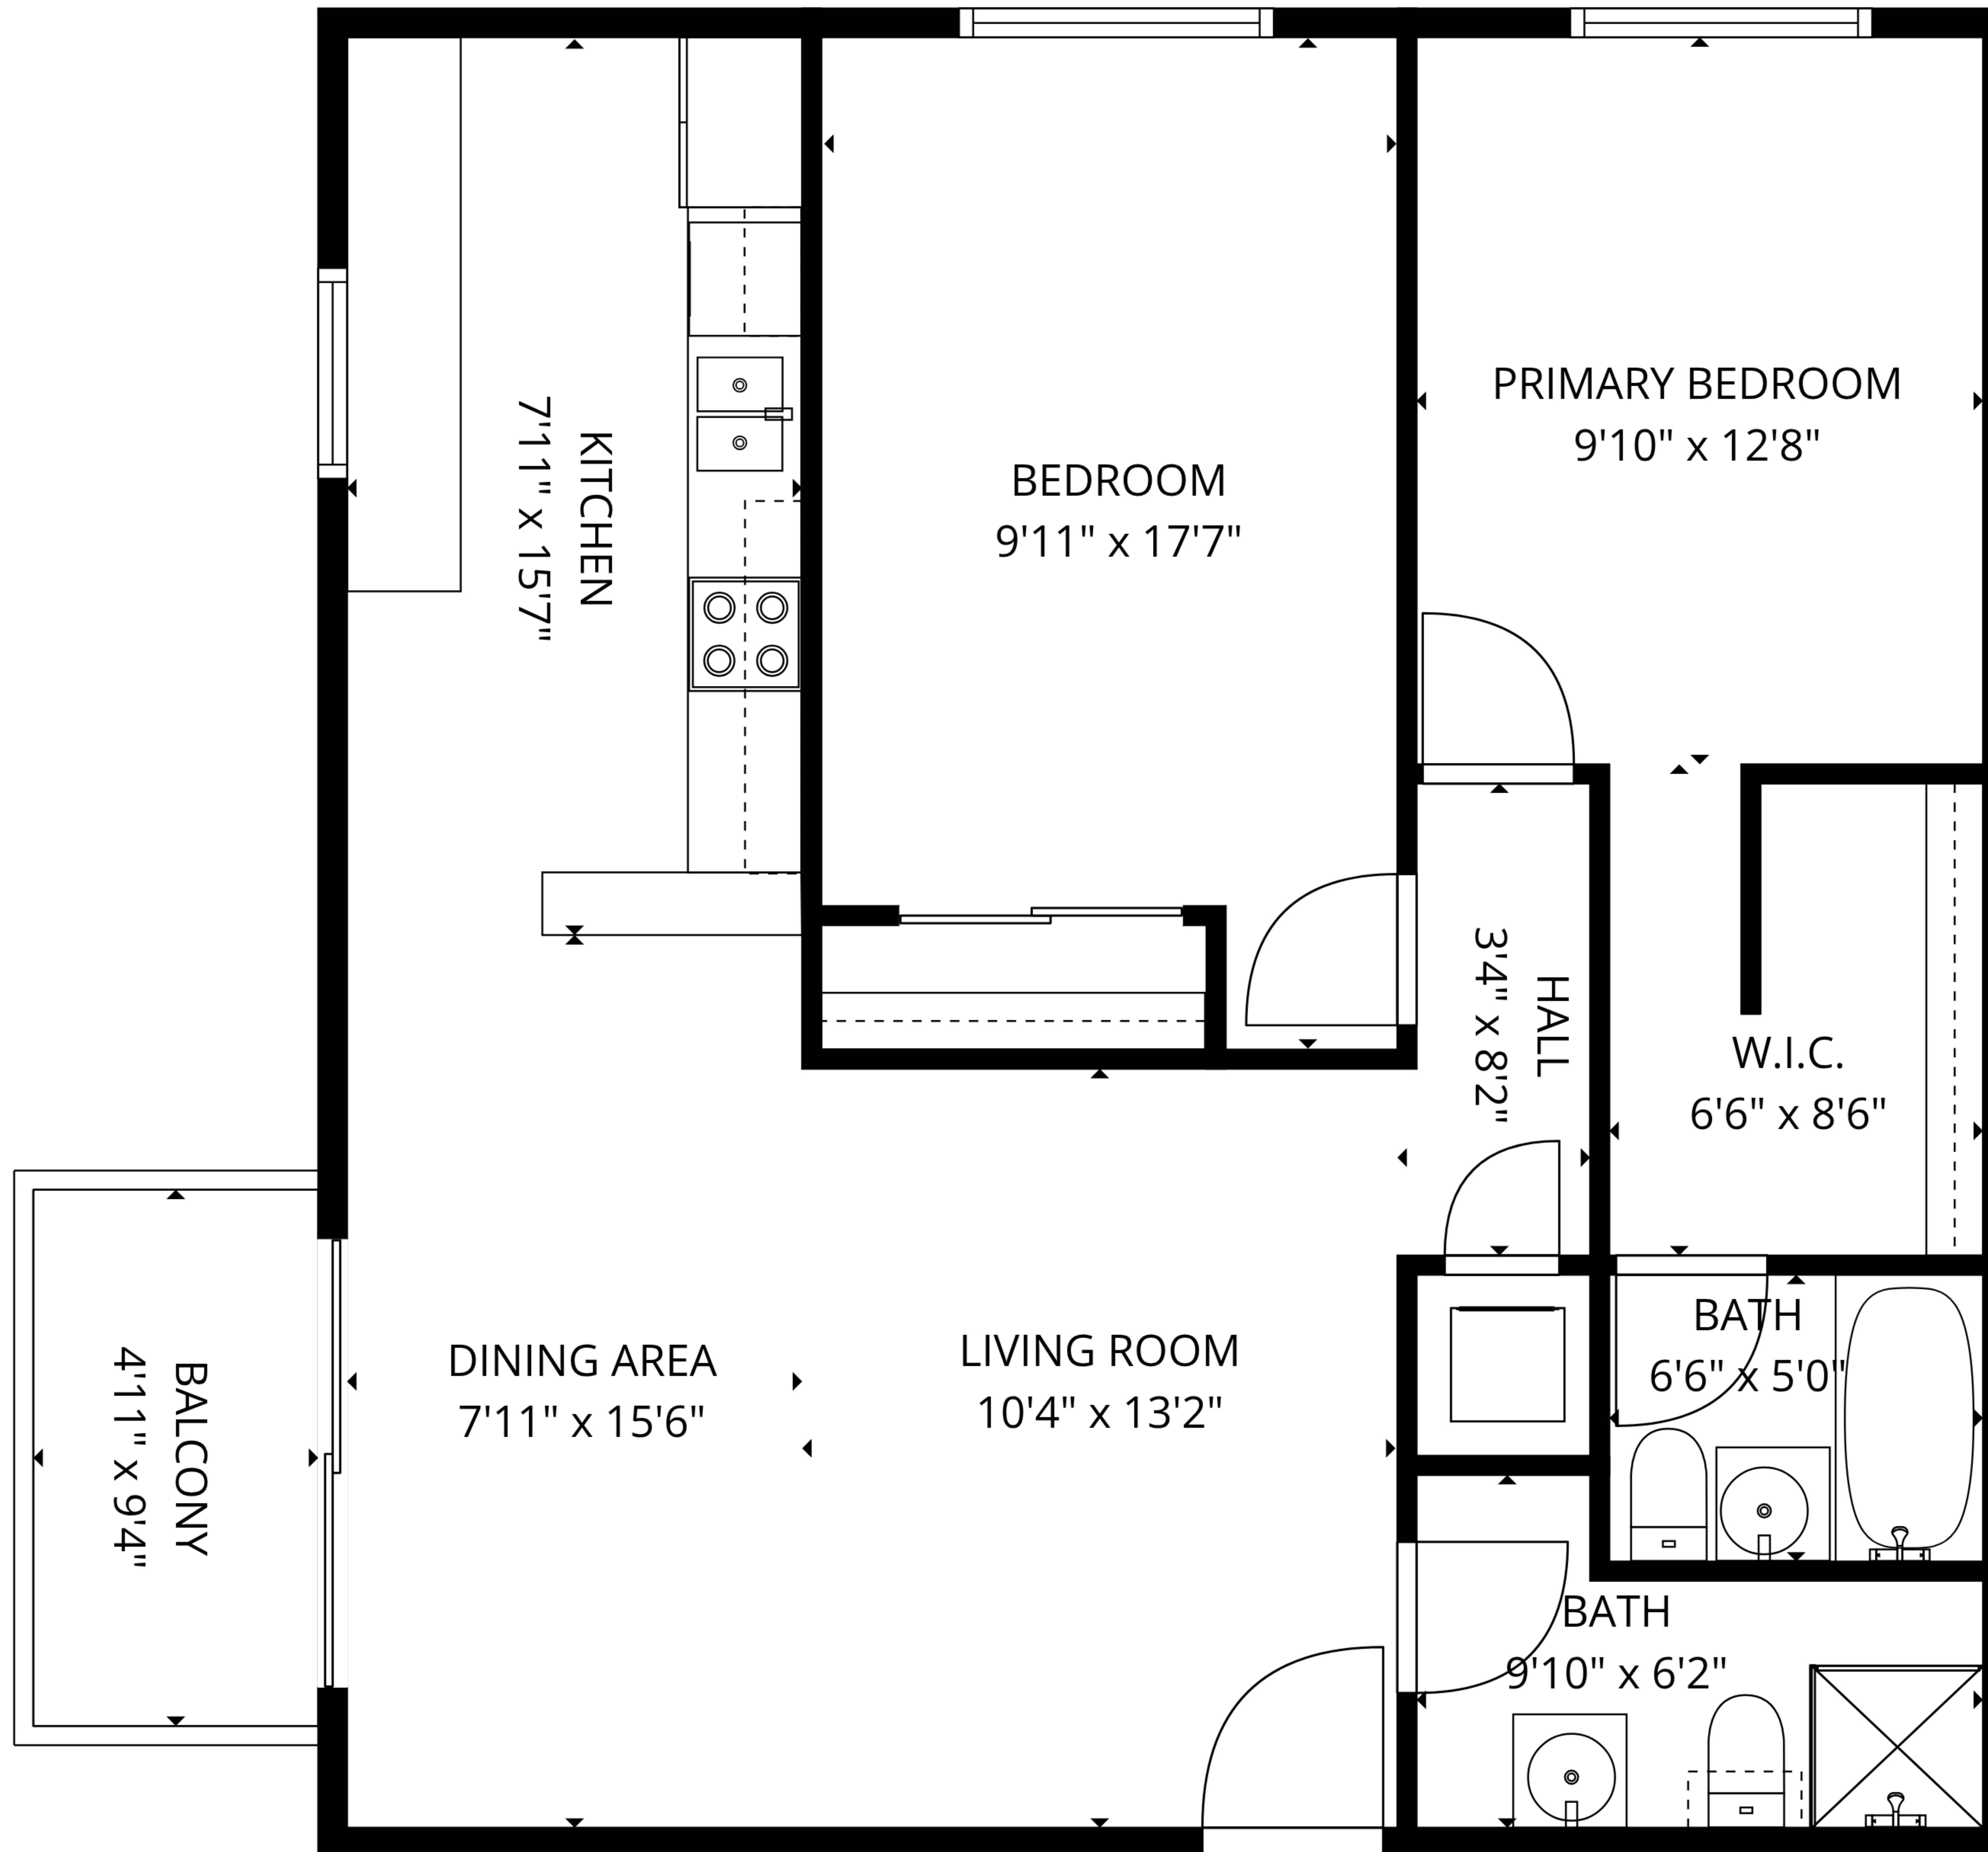 KITCHEN
7'11" x 15'7"
BEDROOM
9'11" x 17'7"
PRIMARY BEDROOM
9'10" x 12'8"
HALL
3'4" x 8'2"
W.I.C.
6'6" x 8'6"
BALCONY
4'11" x 9'4"
DINING AREA
7'11" x 15'6"
LIVING ROOM
10'4" x 13'2"
BATH
6'6" x 5'0"
BATH
9'10" x 6'2"